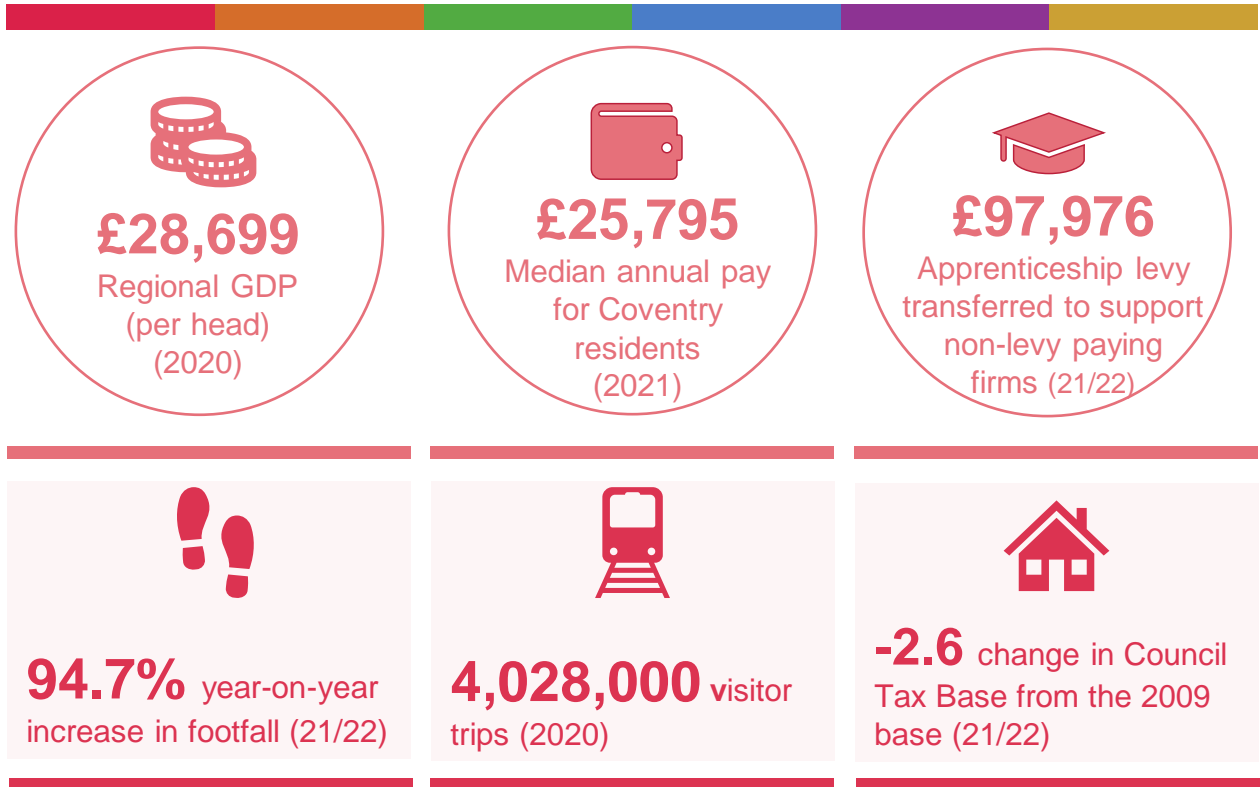 £28,699
Regional GDP
(per head)
(2020)
£25,795
Median annual pay
for Coventry
residents
(2021)
£97,976
Apprenticeship levy
transferred to support
non-levy paying
firms (21/22)
94.7% year-on-year
increase in footfall (21/22)
4,028,000 visitor
trips (2020)
-2.6 change in Council
Tax Base from the 2009
base (21/22)